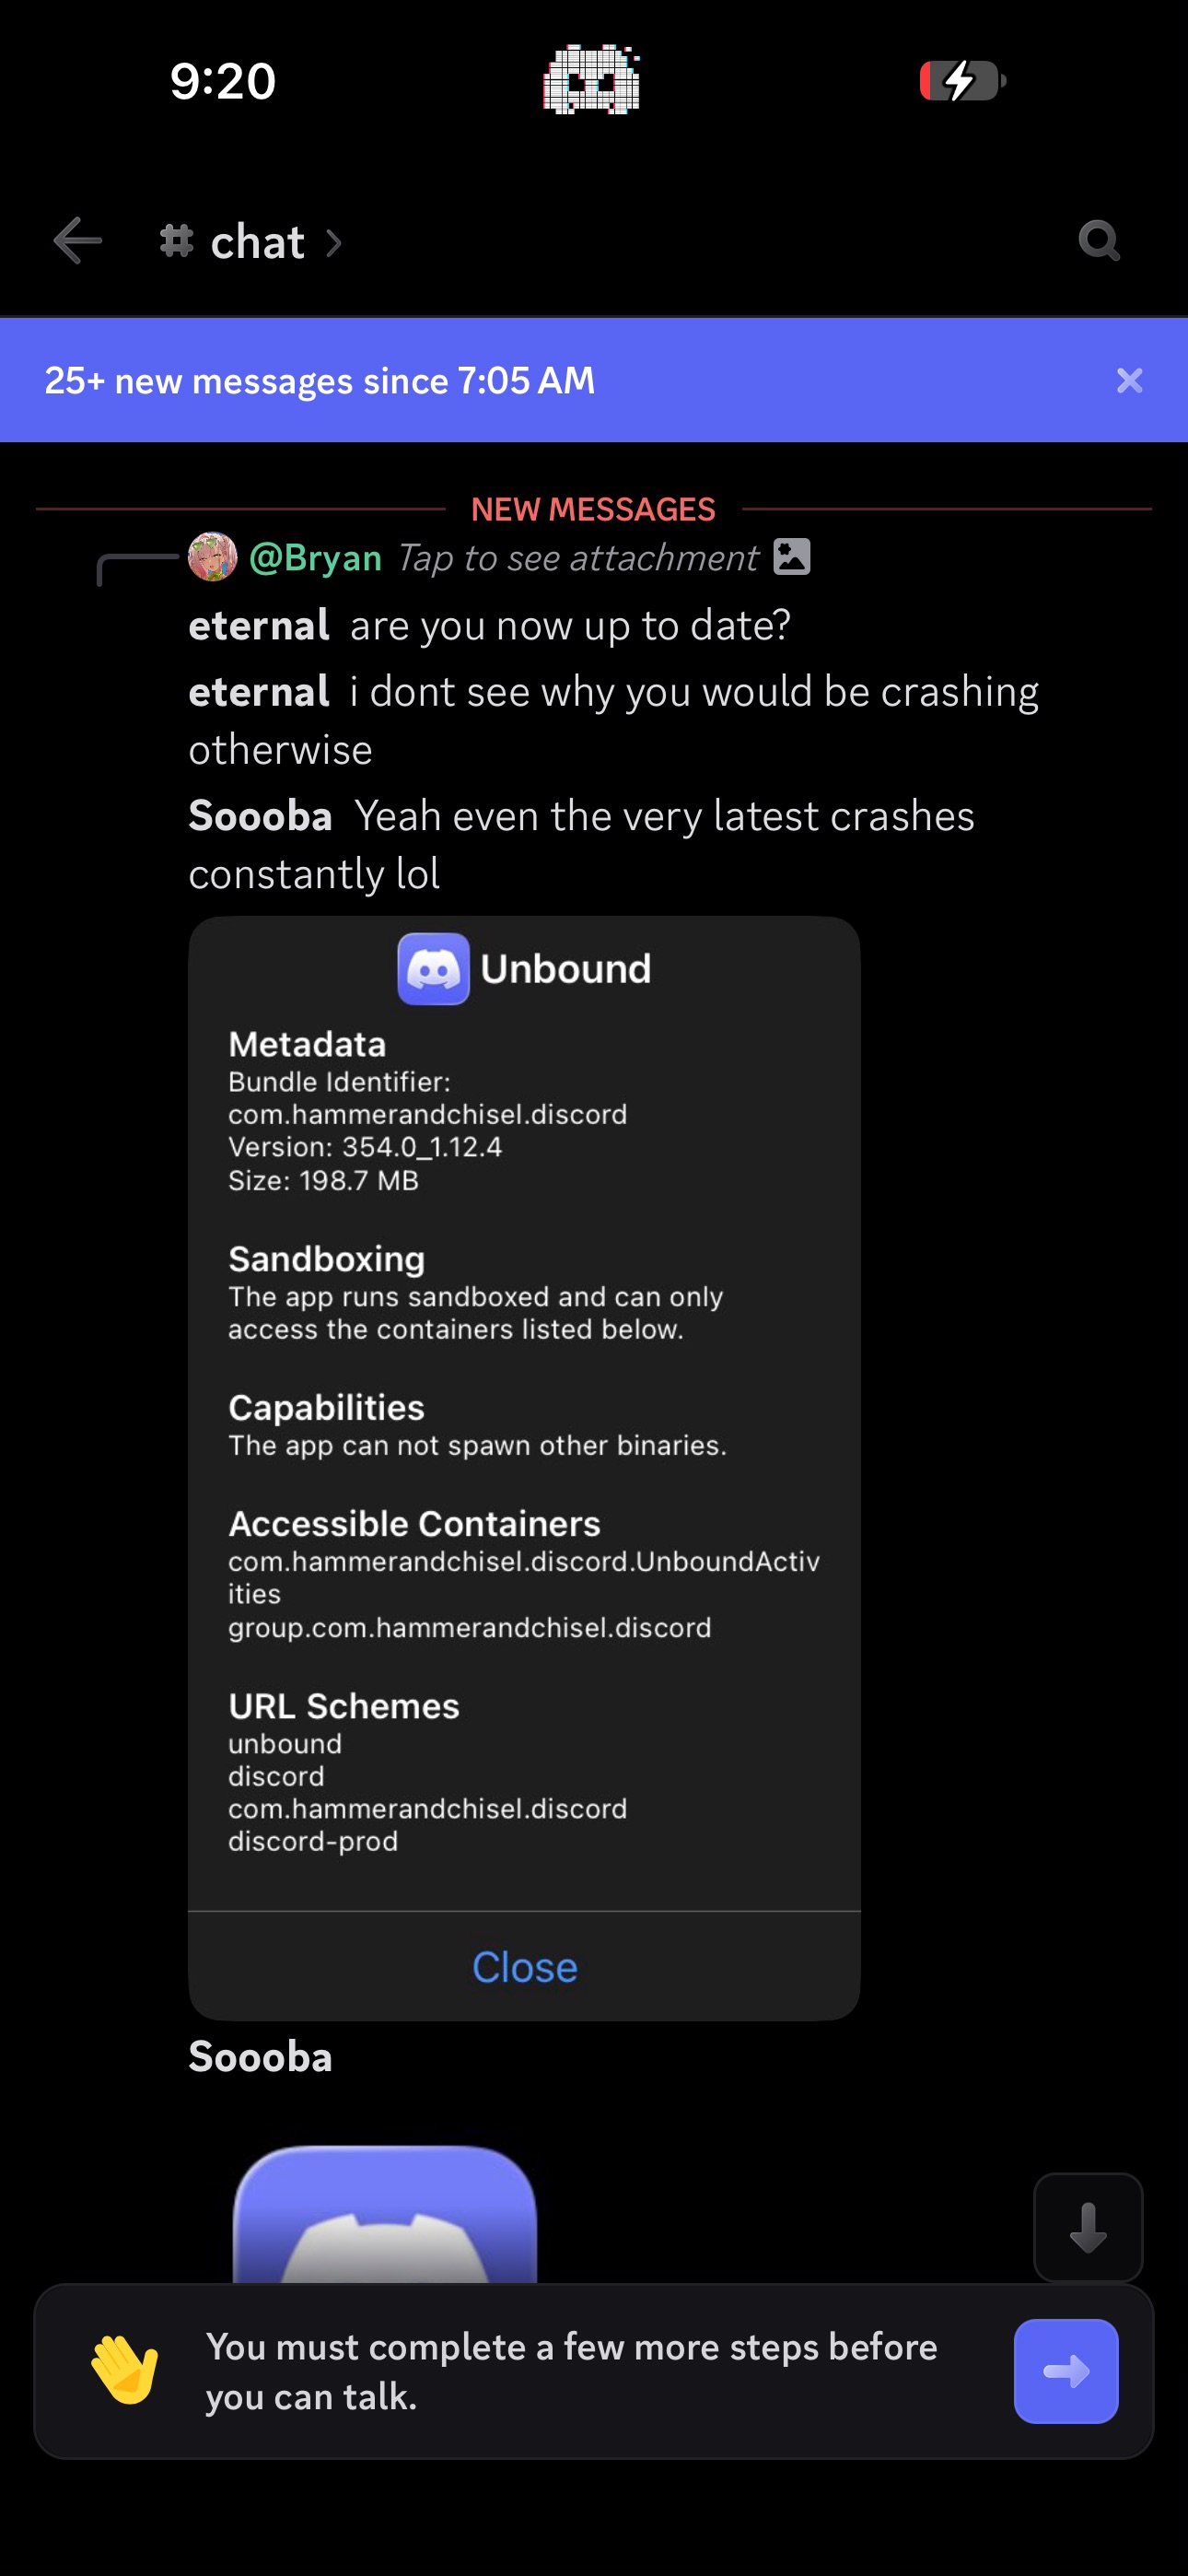 9:20
# chat
25+ new messages since 7:05 AM
NEW MESSAGES
@Bryan Tap to see attachment
eternal are you now up to date?
eternal i dont see why you would be crashing
otherwise
Soooba Yeah even the very latest crashes
constantly lol
Unbound
Metadata
Bundle Identifier:
com.hammerandchisel.discord
Version: 354.0_1.12.4
Size: 198.7 MB
Sandboxing
The app runs sandboxed and can only
access the containers listed below.
Capabilities
The app can not spawn other binaries.
Accessible Containers
com.hammerandchisel.discord.UnboundActiv
ities
group.com.hammerandchisel.discord
URL Schemes
unbound
discord
com.hammerandchisel.discord
discord-prod
Close
Soooba
You must complete a few more steps before
you can talk.